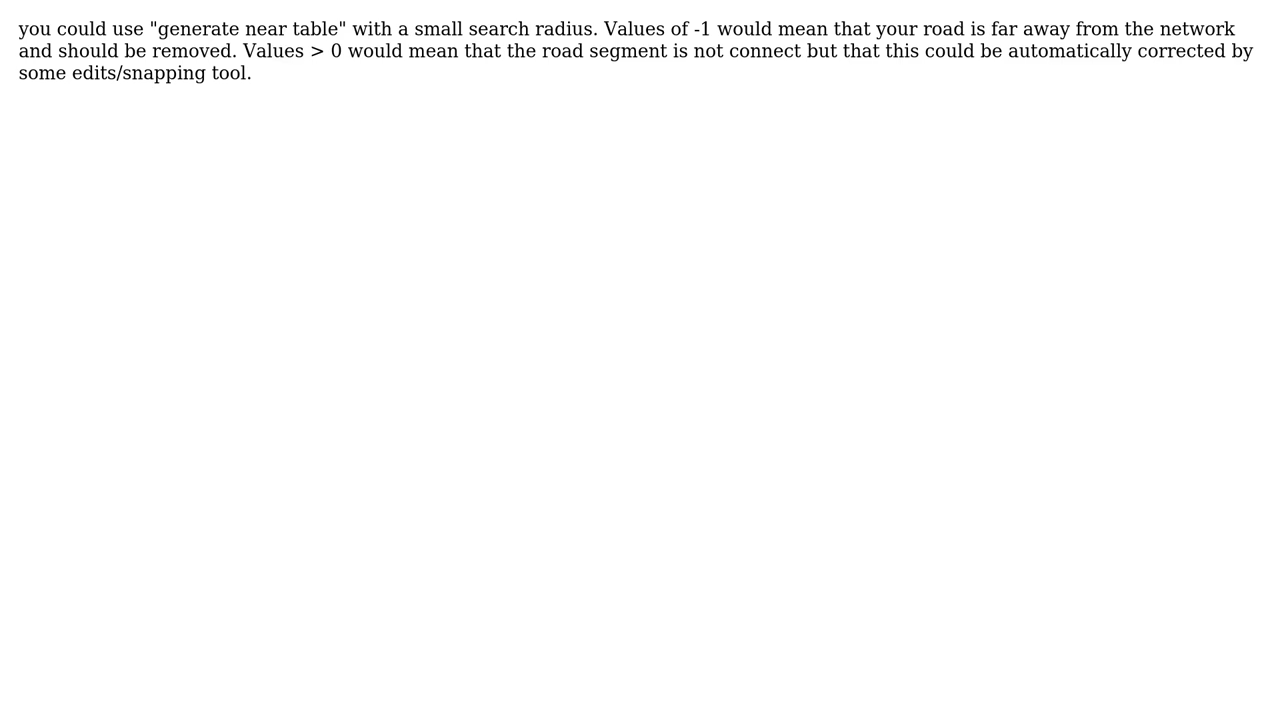 you could use "generate near table" with a small search radius. Values of -1 would mean that your road is far away from the network
and should be removed. Values > 0 would mean that the road segment is not connect but that this could be automatically corrected by
some edits/snapping tool.